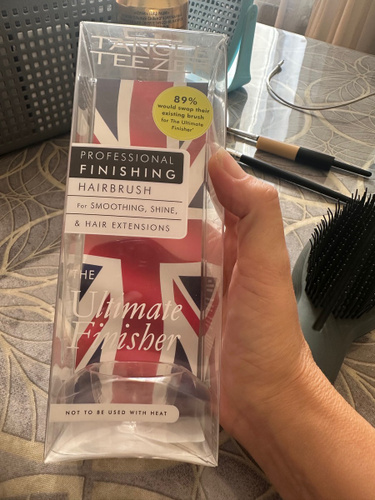 TANGLE
TEEZER
89%
would swap their
existing brush
for The Ultimate
Finisher*
PROFESSIONAL
FINISHING
HAIRBRUSH
For SMOOTHING, SHINE,
& HAIR EXTENSIONS
THE
Ultimate
Finisher
NOT TO BE USED WITH HEAT